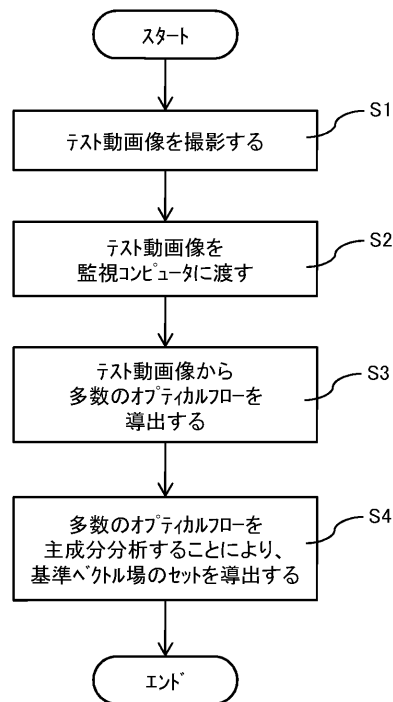 スタート
テスト動画像を撮影する
S1
テスト動画像を
監視コンピュータに渡す
S2
テスト動画像から
多数のオプティカルフローを
導出する
S3
多数のオプティカルフローを
主成分分析することにより、
基準ベクトル場のセットを導出する
S4
エンド